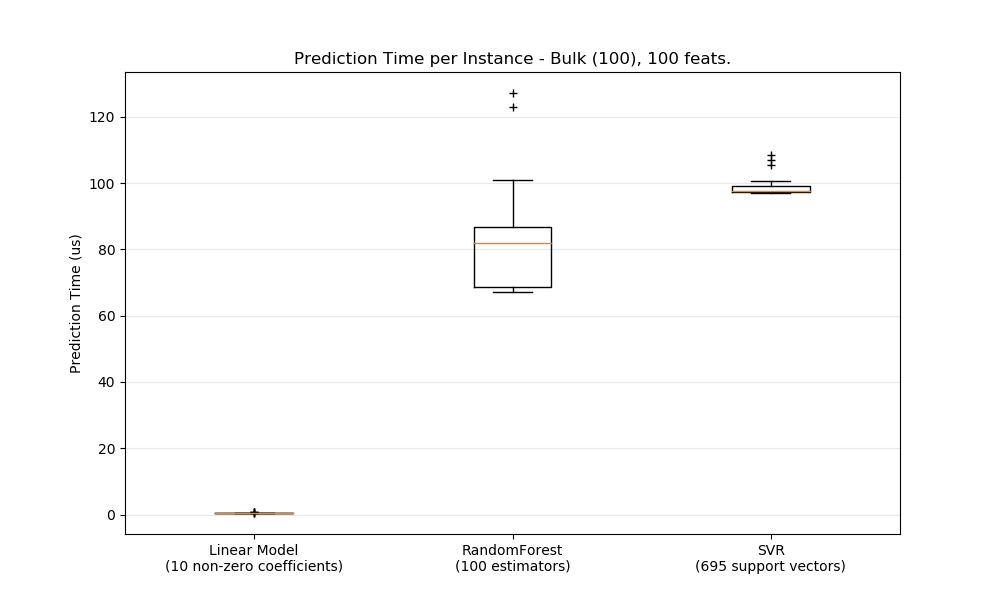 Prediction Time per Instance - Bulk (100), 100 feats.
Prediction Time (us)
120
100
80
60
40
20
0
Linear Model
(10 non-zero coefficients)
RandomForest
(100 estimators)
SVR
(695 support vectors)